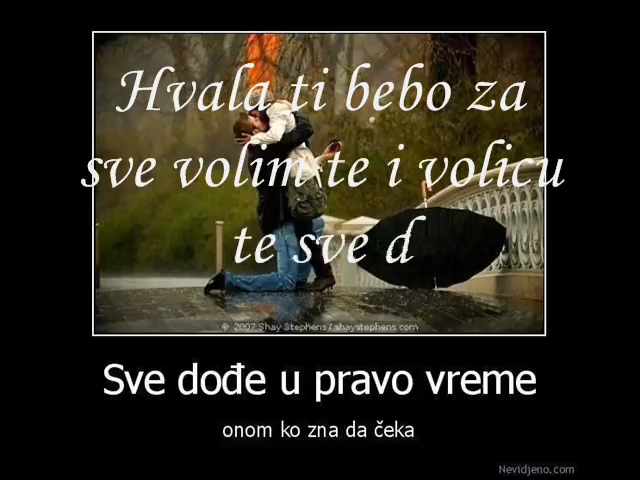 Hvala ti bebo za
sve volim te i volicu
te sve d
© 2007 Shay Stephens / shaystephens.com
Sve dođe u pravo vreme
onom ko zna da čeka
Nevidjeno.com